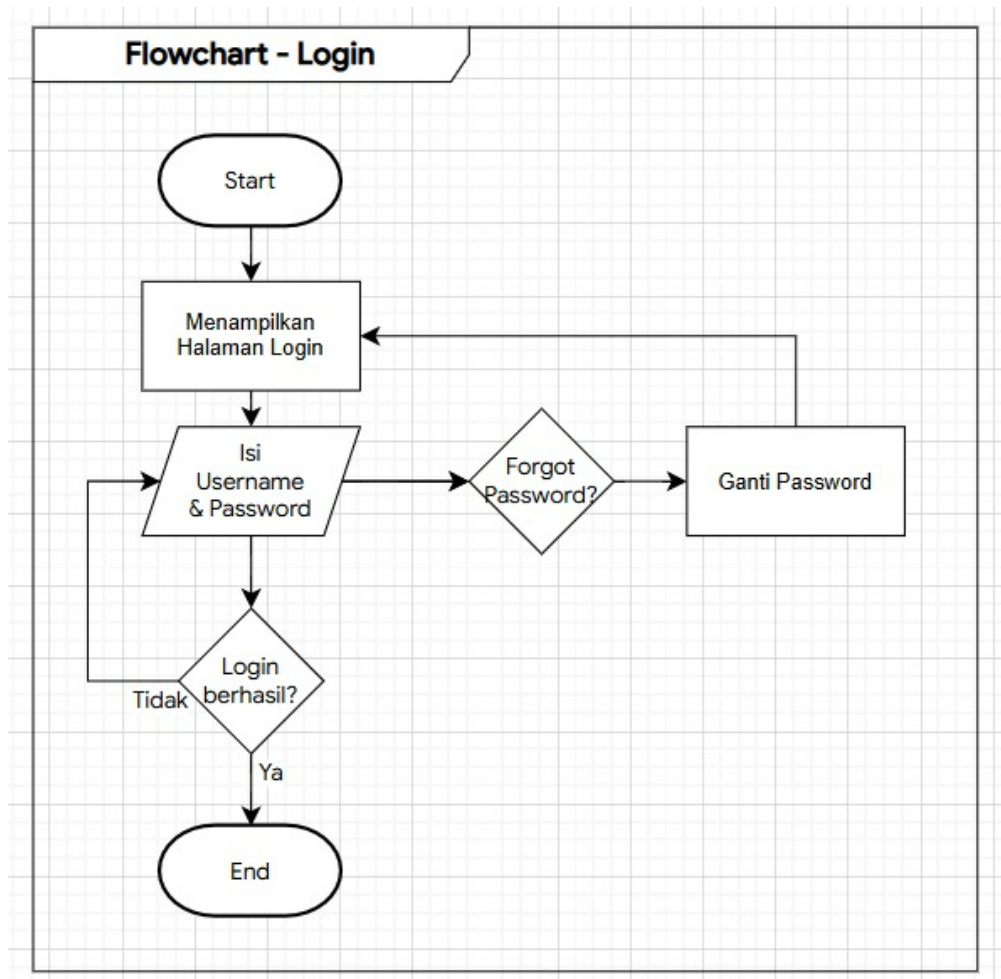 Flowchart - Login
Start
Menampilkan
Halaman Login
Isi
Username
& Password
Forgot
Password?
Ganti Password
Login
berhasil?
Tidak
Ya
End